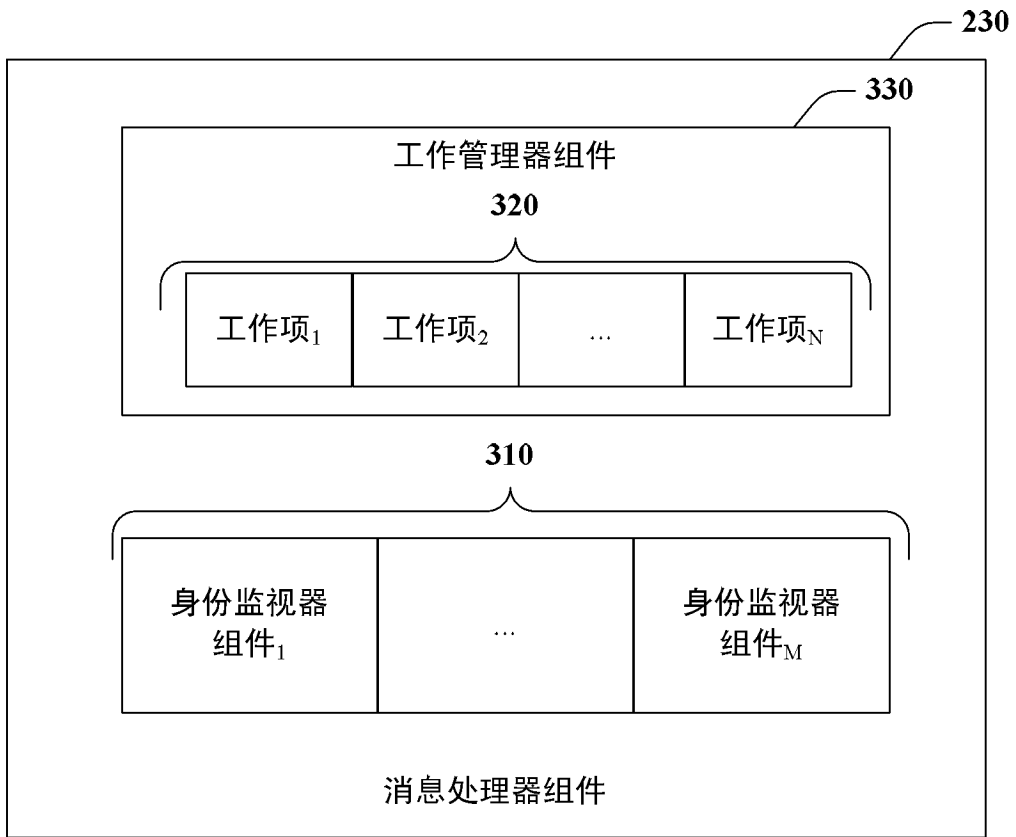 230
330
工作管理器组件
320
工作项1 工作项2 ... 工作项N
310
身份监视器
组件1
...
身份监视器
组件M
消息处理器组件